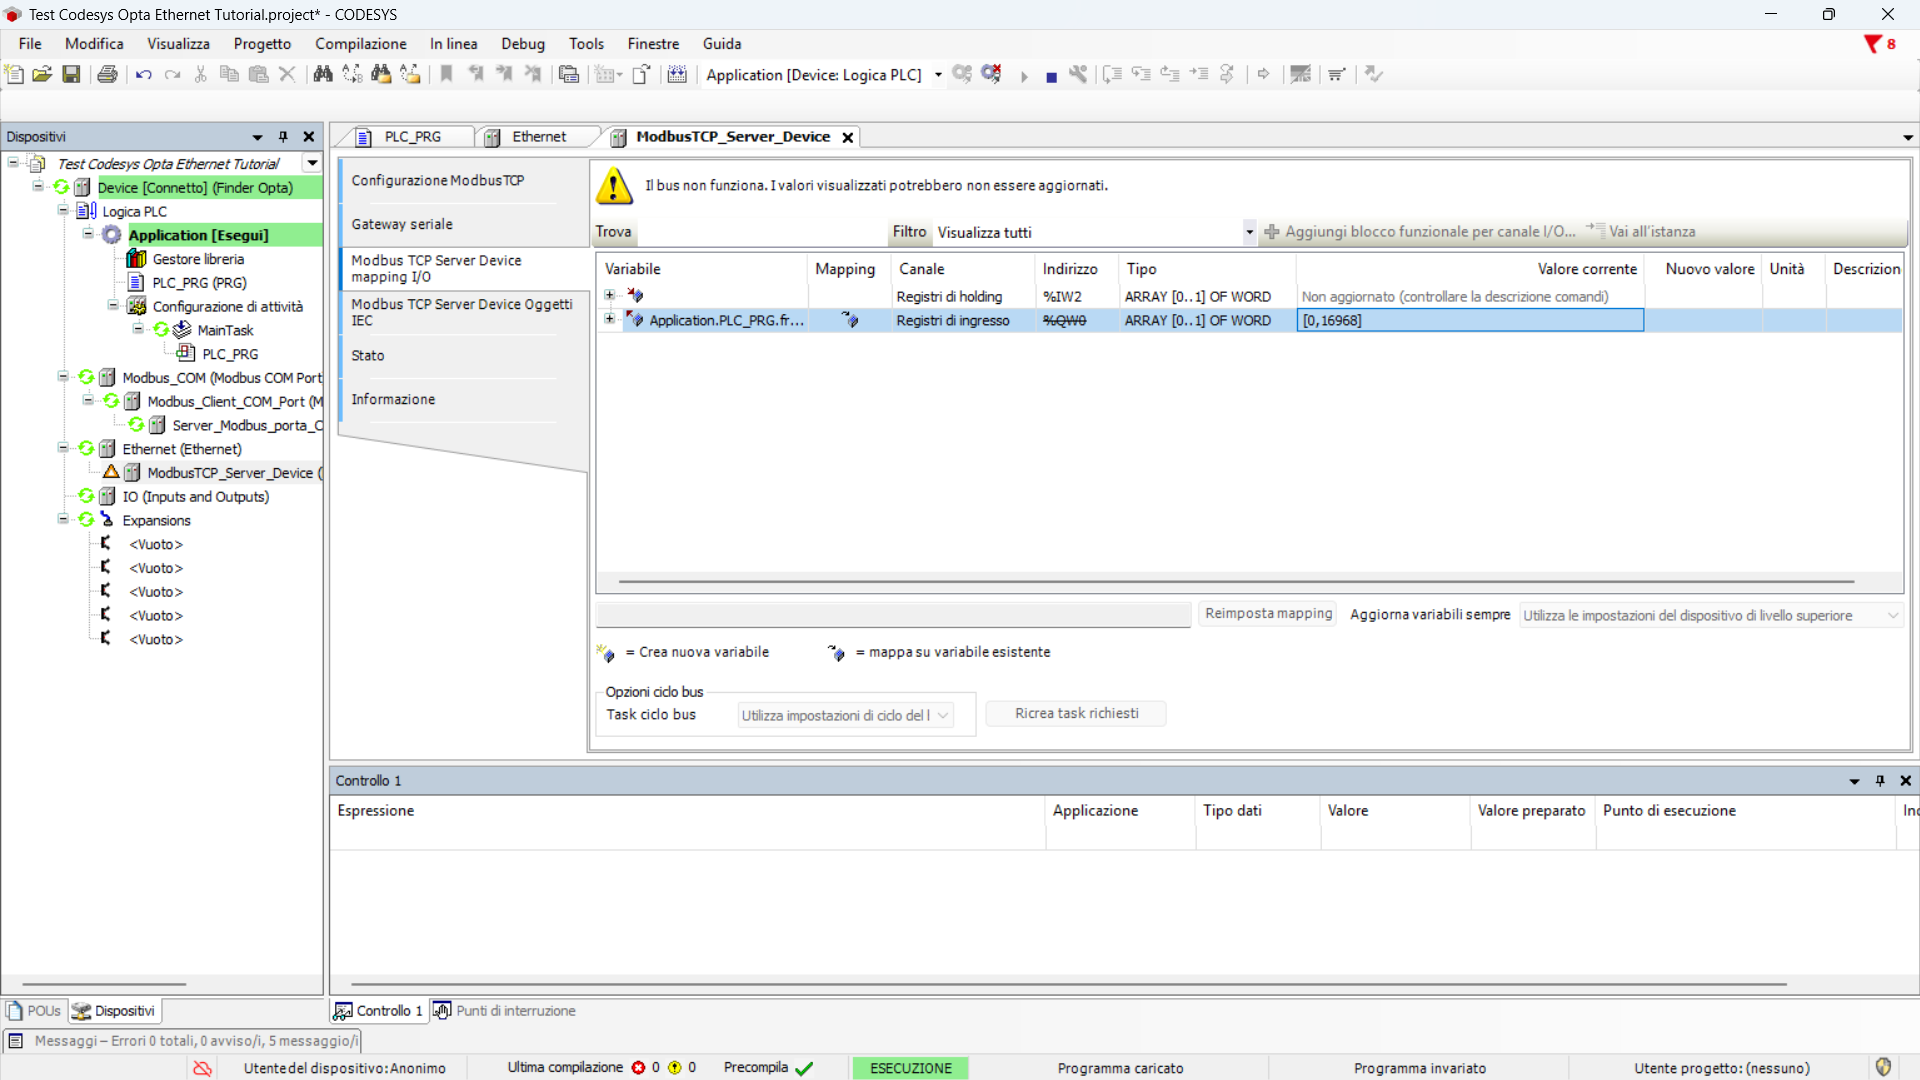 Test Codesys Opta Ethernet Tutorial.project* - CODESYS
File Modifica Visualizza Progetto Compilazione In linea Debug Tools Finestre Guida
8
Application [Device: Logica PLC]
Dispositivi
Test Codesys Opta Ethernet Tutorial
Device [Connetto] (Finder Opta)
Logica PLC
Application [Esegui]
Gestore libreria
PLC_PRG (PRG)
Configurazione di attività
MainTask
PLC_PRG
Modbus_COM (Modbus COM Port
Modbus_Client_COM_Port (M
Server_Modbus_porta_C
Ethernet (Ethernet)
ModbusTCP_Server_Device (
IO (Inputs and Outputs)
Expansions
<Vuoto>
<Vuoto>
<Vuoto>
<Vuoto>
<Vuoto>
POUs Dispositivi
PLC_PRG Ethernet ModbusTCP_Server_Device
Configurazione ModbusTCP
Gateway seriale
Modbus TCP Server Device
mapping I/O
Modbus TCP Server Device Oggetti
IEC
Stato
Informazione
Il bus non funziona. I valori visualizzati potrebbero non essere aggiornati.
Trova Filtro Visualizza tutti Aggiungi blocco funzionale per canale I/O... Vai all'istanza
Variabile Mapping Canale Indirizzo Tipo Valore corrente Nuovo valore Unità Descrizion
Registri di holding %IW2 ARRAY [0..1] OF WORD Non aggiornato (controllare la descrizione comandi)
Application.PLC_PRG.fr... Registri di ingresso %QW0 ARRAY [0..1] OF WORD [0,16968]
Reimposta mapping Aggiorna variabili sempre Utilizza le impostazioni del dispositivo di livello superiore
= Crea nuova variabile = mappa su variabile esistente
Opzioni ciclo bus
Task ciclo bus Utilizza impostazioni di ciclo del l Ricrea task richiesti
Controllo 1
Espressione Applicazione Tipo dati Valore Valore preparato Punto di esecuzione Ind
Controllo 1 Punti di interruzione
Messaggi – Errori 0 totali, 0 avviso/i, 5 messaggio/i
Utente del dispositivo: Anonimo Ultima compilazione 0 0 Precompila ESECUZIONE Programma caricato Programma invariato Utente progetto: (nessuno)